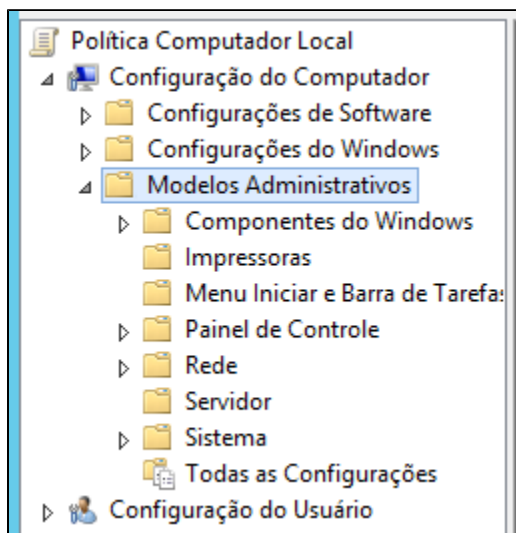 Política Computador Local
Configuração do Computador
Configurações de Software
Configurações do Windows
Modelos Administrativos
Componentes do Windows
Impressoras
Menu Iniciar e Barra de Tarefas
Painel de Controle
Rede
Servidor
Sistema
Todas as Configurações
Configuração do Usuário